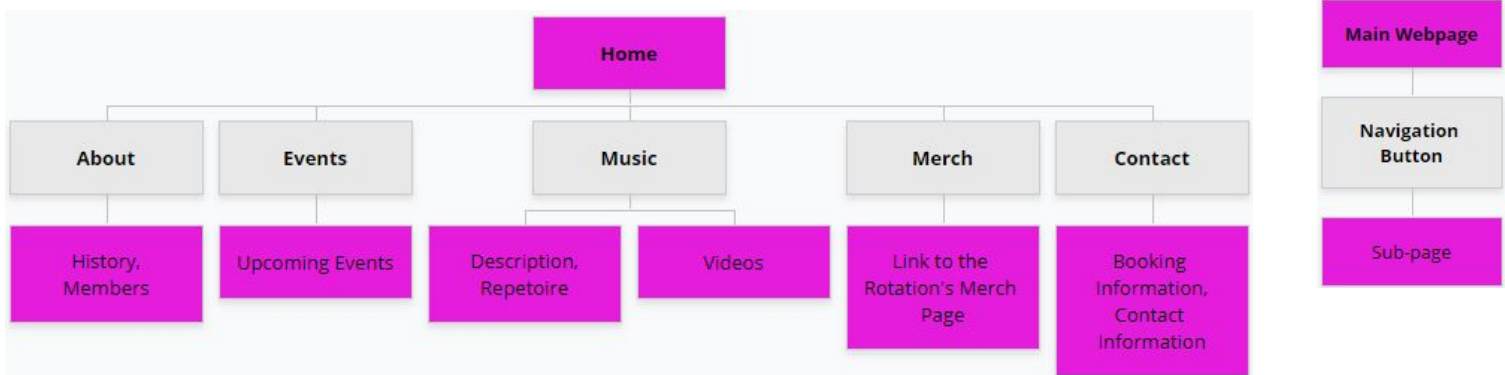 Home
About
Events
Music
Merch
Contact
History,
Members
Upcoming Events
Description,
Repetoire
Videos
Link to the
Rotation's Merch
Page
Booking
Information,
Contact
Information
Main Webpage
Navigation
Button
Sub-page